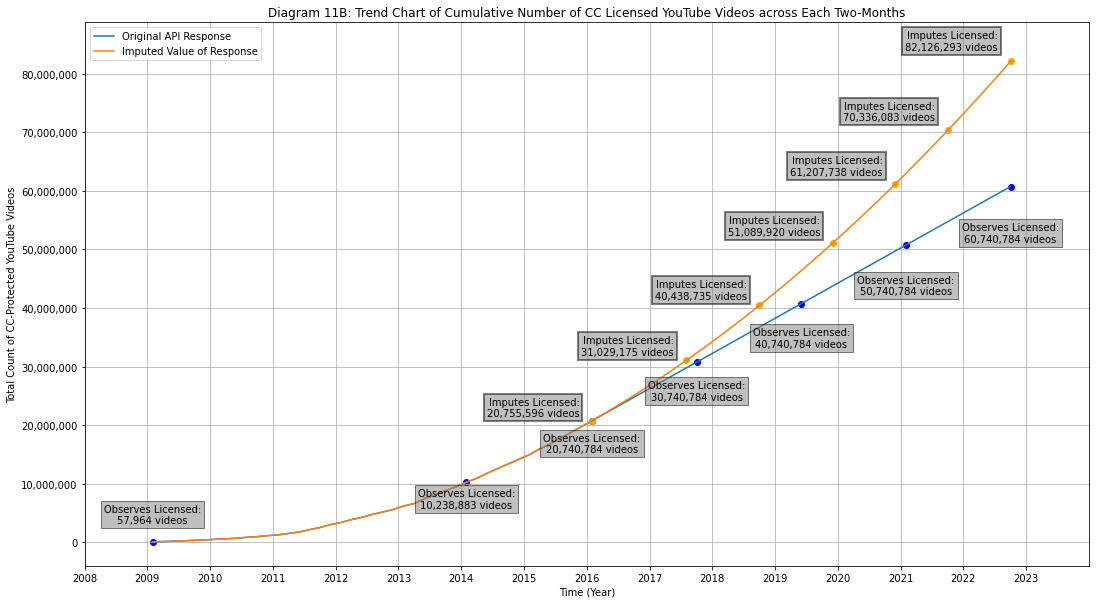 Diagram 11B: Trend Chart of Cumulative Number of CC Licensed YouTube Videos across Each Two-Months
Original API Response
Imputed Value of Response
Total Count of CC-Protected YouTube Videos
80,000,000
70,000,000
60,000,000
50,000,000
40,000,000
30,000,000
20,000,000
10,000,000
0
Imputes Licensed:
82,126,293 videos
Imputes Licensed:
70,336,083 videos
Imputes Licensed:
61,207,738 videos
Imputes Licensed:
51,089,920 videos
Observes Licensed:
60,740,784 videos
Imputes Licensed:
40,438,735 videos
Observes Licensed:
50,740,784 videos
Imputes Licensed:
31,029,175 videos
Observes Licensed:
40,740,784 videos
Imputes Licensed:
20,755,596 videos
Observes Licensed:
30,740,784 videos
Observes Licensed:
20,740,784 videos
Observes Licensed:
10,238,883 videos
Observes Licensed:
57,964 videos
2008 2009 2010 2011 2012 2013 2014 2015 2016 2017 2018 2019 2020 2021 2022 2023
Time (Year)